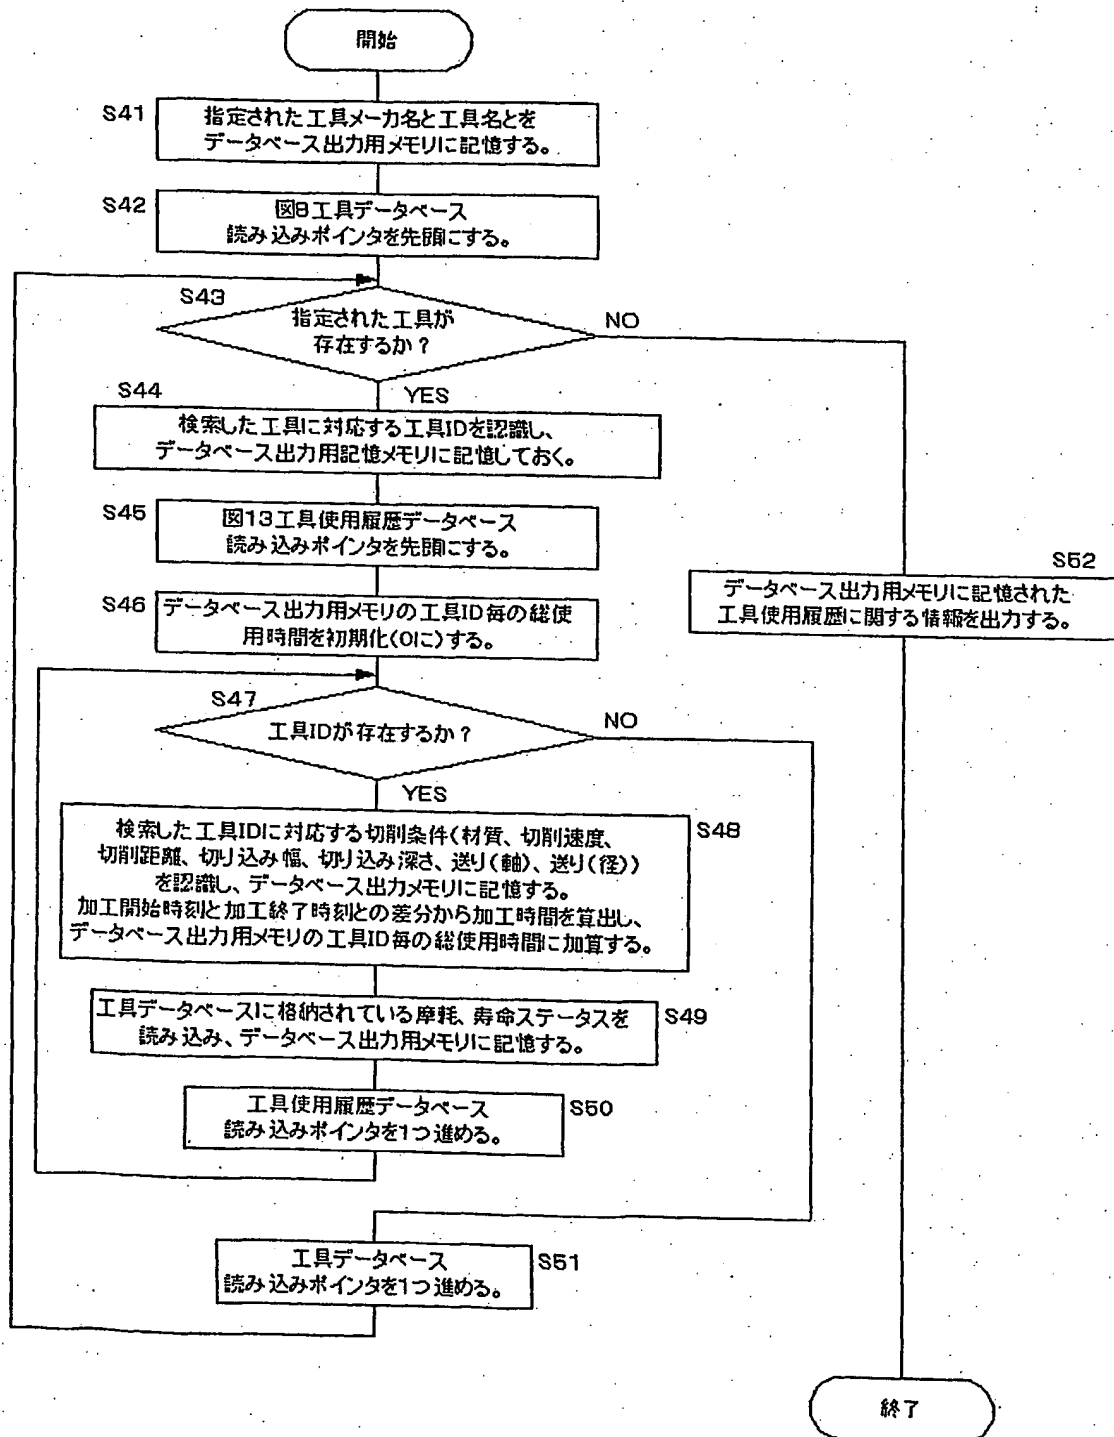 開始
S41
指定された工具メーカ名と工具名とを
データベース出力用メモリに記憶する。
S42
図8工具データベース
読み込みポインタを先頭にする。
S43
指定された工具が
存在するか？
NO
YES
S44
検索した工具に対応する工具IDを認識し、
データベース出力用記憶メモリに記憶しておく。
S45
図13工具使用履歴データベース
読み込みポインタを先頭にする。
S46
データベース出力用メモリの工具ID毎の総使
用時間を初期化(0に)する。
S52
データベース出力用メモリに記憶された
工具使用履歴に関する情報を出力する。
S47
工具IDが存在するか？
NO
YES
S48
検索した工具IDに対応する切削条件(材質、切削速度、
切削距離、切り込み幅、切り込み深さ、送り(軸)、送り(径))
を認識し、データベース出力メモリに記憶する。
加工開始時刻と加工終了時刻との差分から加工時間を算出し、
データベース出力用メモリの工具ID毎の総使用時間に加算する。
工具データベースに格納されている摩耗、寿命ステータスを
読み込み、データベース出力用メモリに記憶する。
S49
工具使用履歴データベース
読み込みポインタを1つ進める。
S50
工具データベース
読み込みポインタを1つ進める。
S51
終了